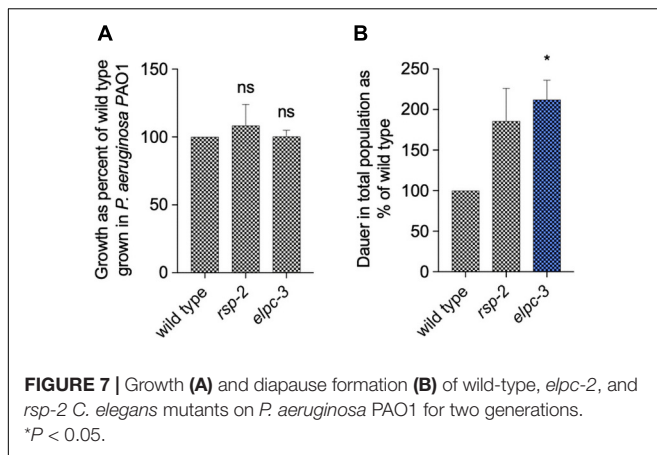 A
Growth as percent of wild type
grown in P. aeruginosa PAO1
150
100
50
0
ns
ns
wild type
rsp-2
elpc-3
B
Dauer in total population as
% of wild type
250
200
150
100
50
0
*
wild type
rsp-2
elpc-3
FIGURE 7 | Growth (A) and diapause formation (B) of wild-type, elpc-2, and
rsp-2 C. elegans mutants on P. aeruginosa PAO1 for two generations.
*P < 0.05.